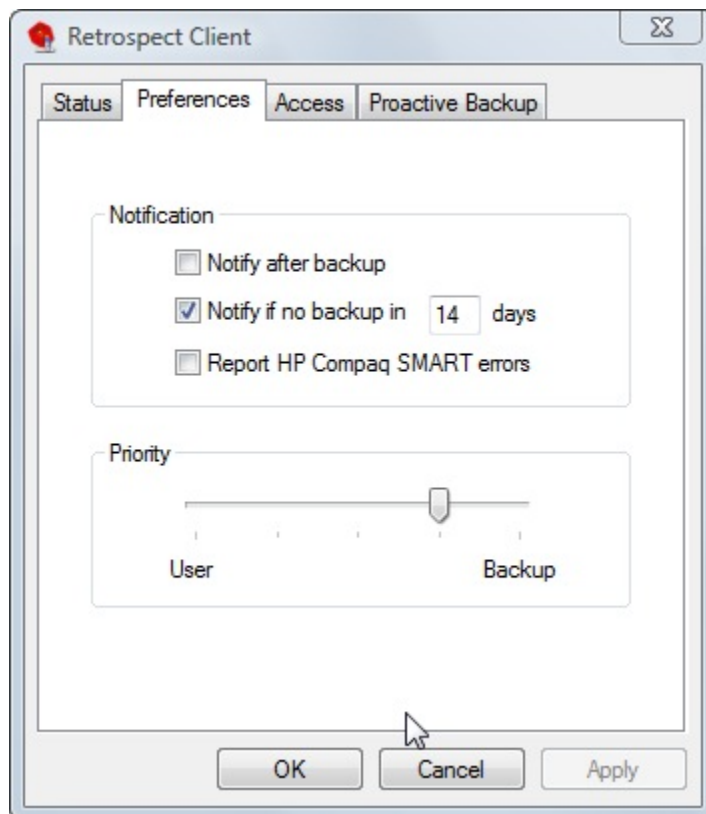 Retrospect Client
Status Preferences Access Proactive Backup
Notification
Notify after backup
Notify if no backup in 14 days
Report HP Compaq SMART errors
Priority
User Backup
OK Cancel Apply